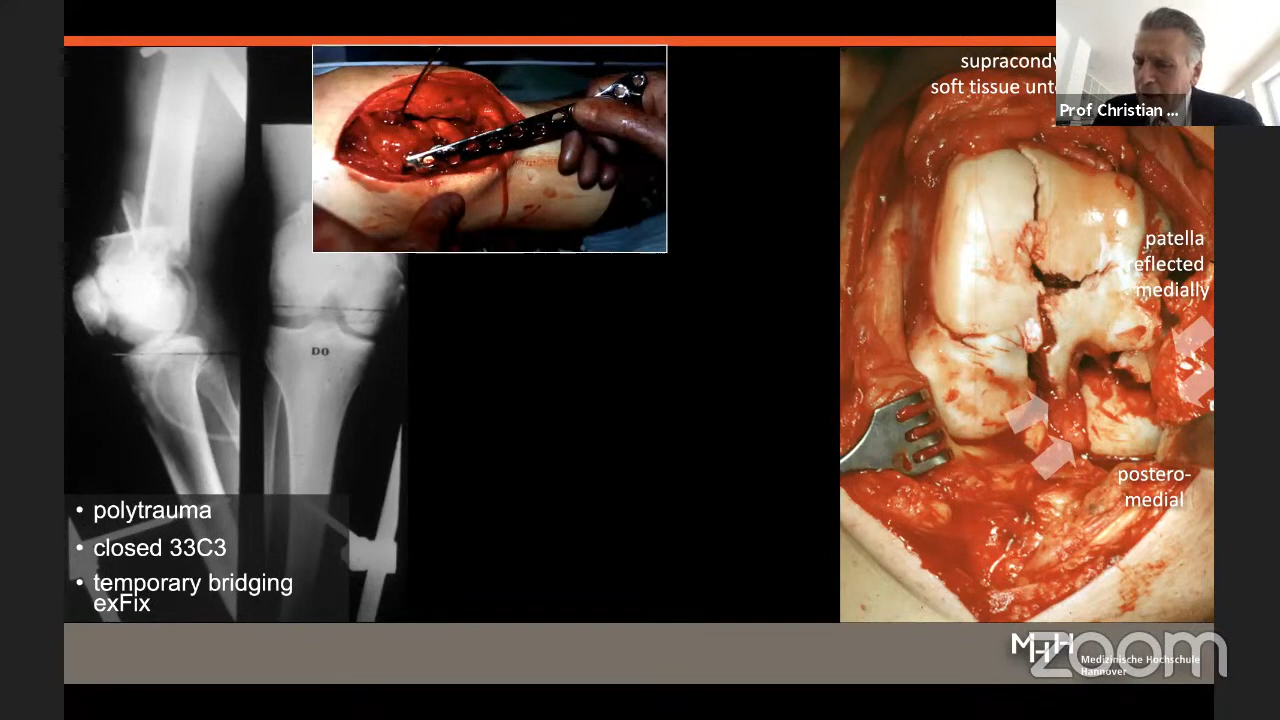 supracondy
soft tissue unt
Prof Christian ...
patella
reflected
medially
DO
• polytrauma
• closed 33C3
• temporary bridging
exFix
postero-
medial
MHH
Medizinische Hochschule
Hannover
zoom